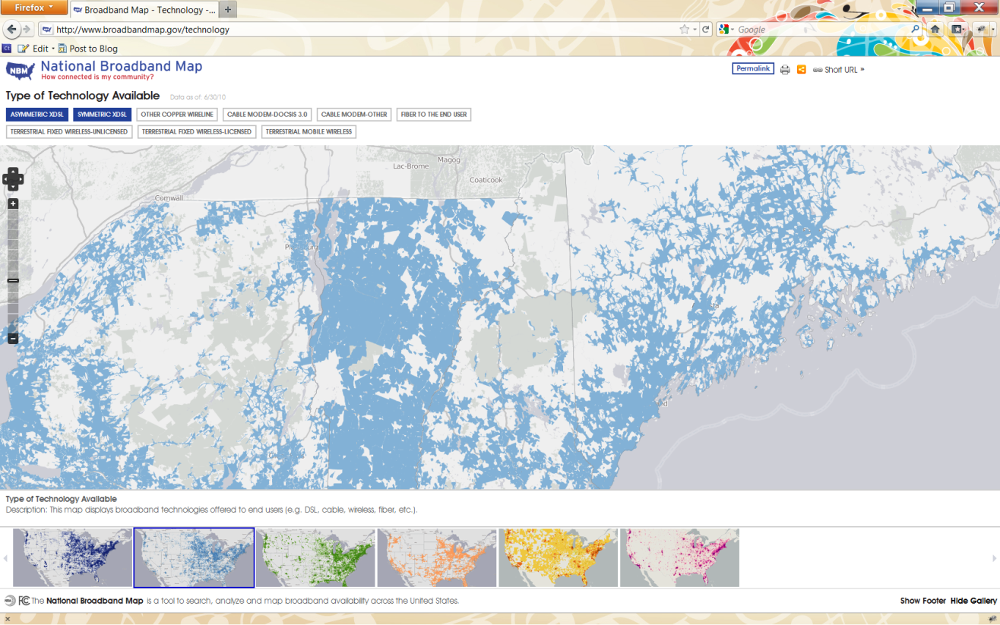 Firefox
Broadband Map - Technology -...
http://www.broadbandmap.gov/technology
Google
Edit
Post to Blog
NBM
National Broadband Map
How connected is my community?
Permalink
Short URL »
Type of Technology Available Data as of: 6/30/10
ASYMMETRIC XDSL SYMMETRIC XDSL OTHER COPPER WIRELINE CABLE MODEM-DOCSIS 3.0 CABLE MODEM-OTHER FIBER TO THE END USER
TERRESTRIAL FIXED WIRELESS-UNLICENSED TERRESTRIAL FIXED WIRELESS-LICENSED TERRESTRIAL MOBILE WIRELESS
Magog
Lac-Brome
Coaticook
Cornwall
Type of Technology Available
Description: This map displays broadband technologies offered to end users (e.g. DSL, cable, wireless, fiber, etc.).
FC The National Broadband Map is a tool to search, analyze and map broadband availability across the United States.
Show Footer Hide Gallery